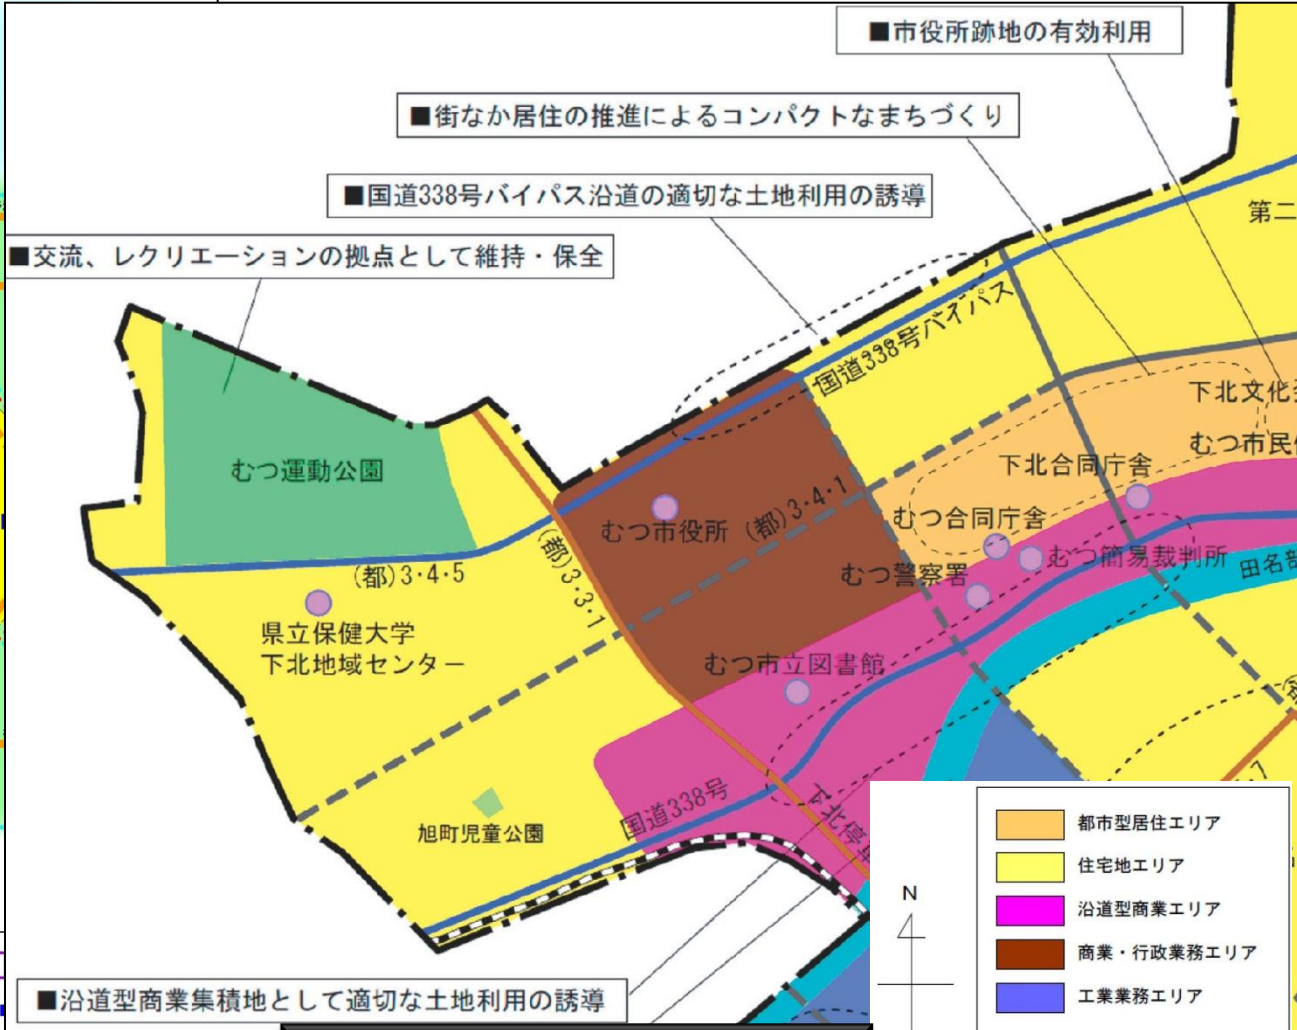 ■市役所跡地の有効利用
■街なか居住の推進によるコンパクトなまちづくり
■国道338号バイパス沿道の適切な土地利用の誘導
第二
■交流、レクリエーションの拠点として維持・保全
国道338号バイパス
下北文化
むつ市民
むつ運動公園
下北合同庁舎
むつ市役所
(都)3・4・1
むつ合同庁舎
(都)3・4・5
(都)3・3・1
むつ警察署
むつ簡易裁判所
田名部
県立保健大学
下北地域センター
むつ市立図書館
旭町児童公園
国道338号
下北停車
都市型居住エリア
住宅地エリア
沿道型商業エリア
商業・行政業務エリア
工業業務エリア
N
■沿道型商業集積地として適切な土地利用の誘導